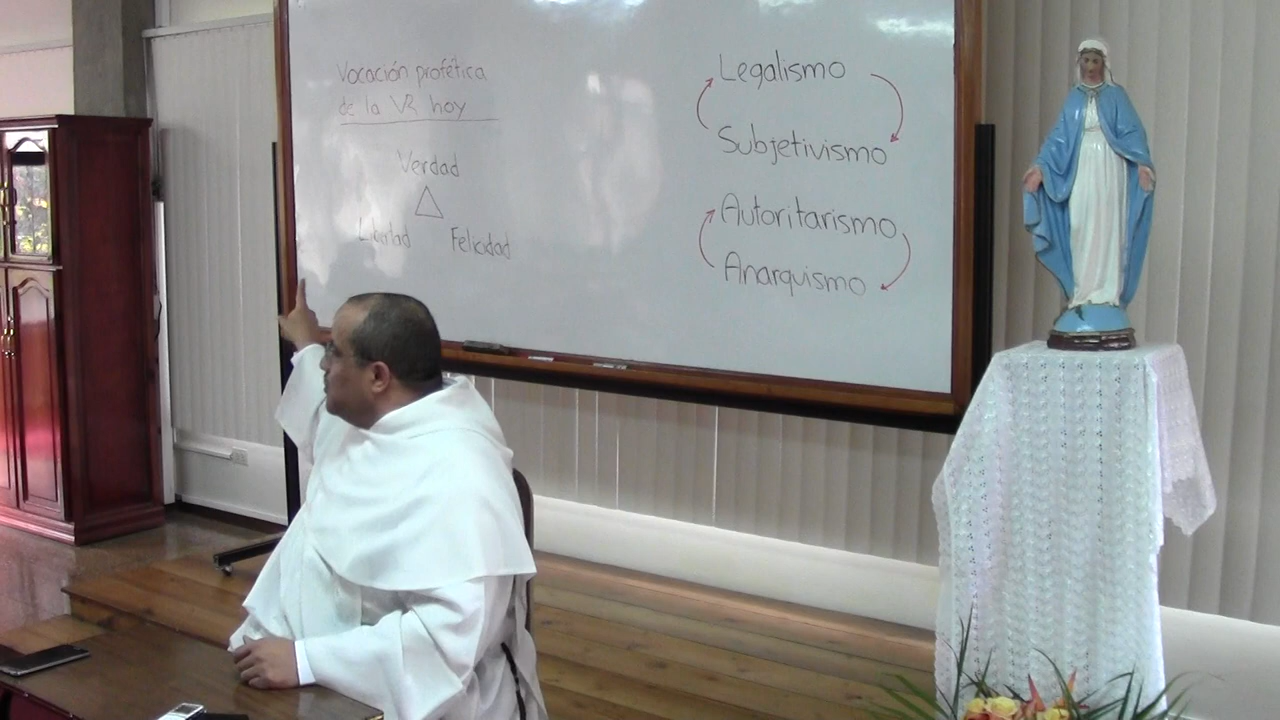 Vocación profética
de la VR hoy
Verdad
Libertad Felicidad
Legalismo
Subjetivismo
Autoritarismo
Anarquismo